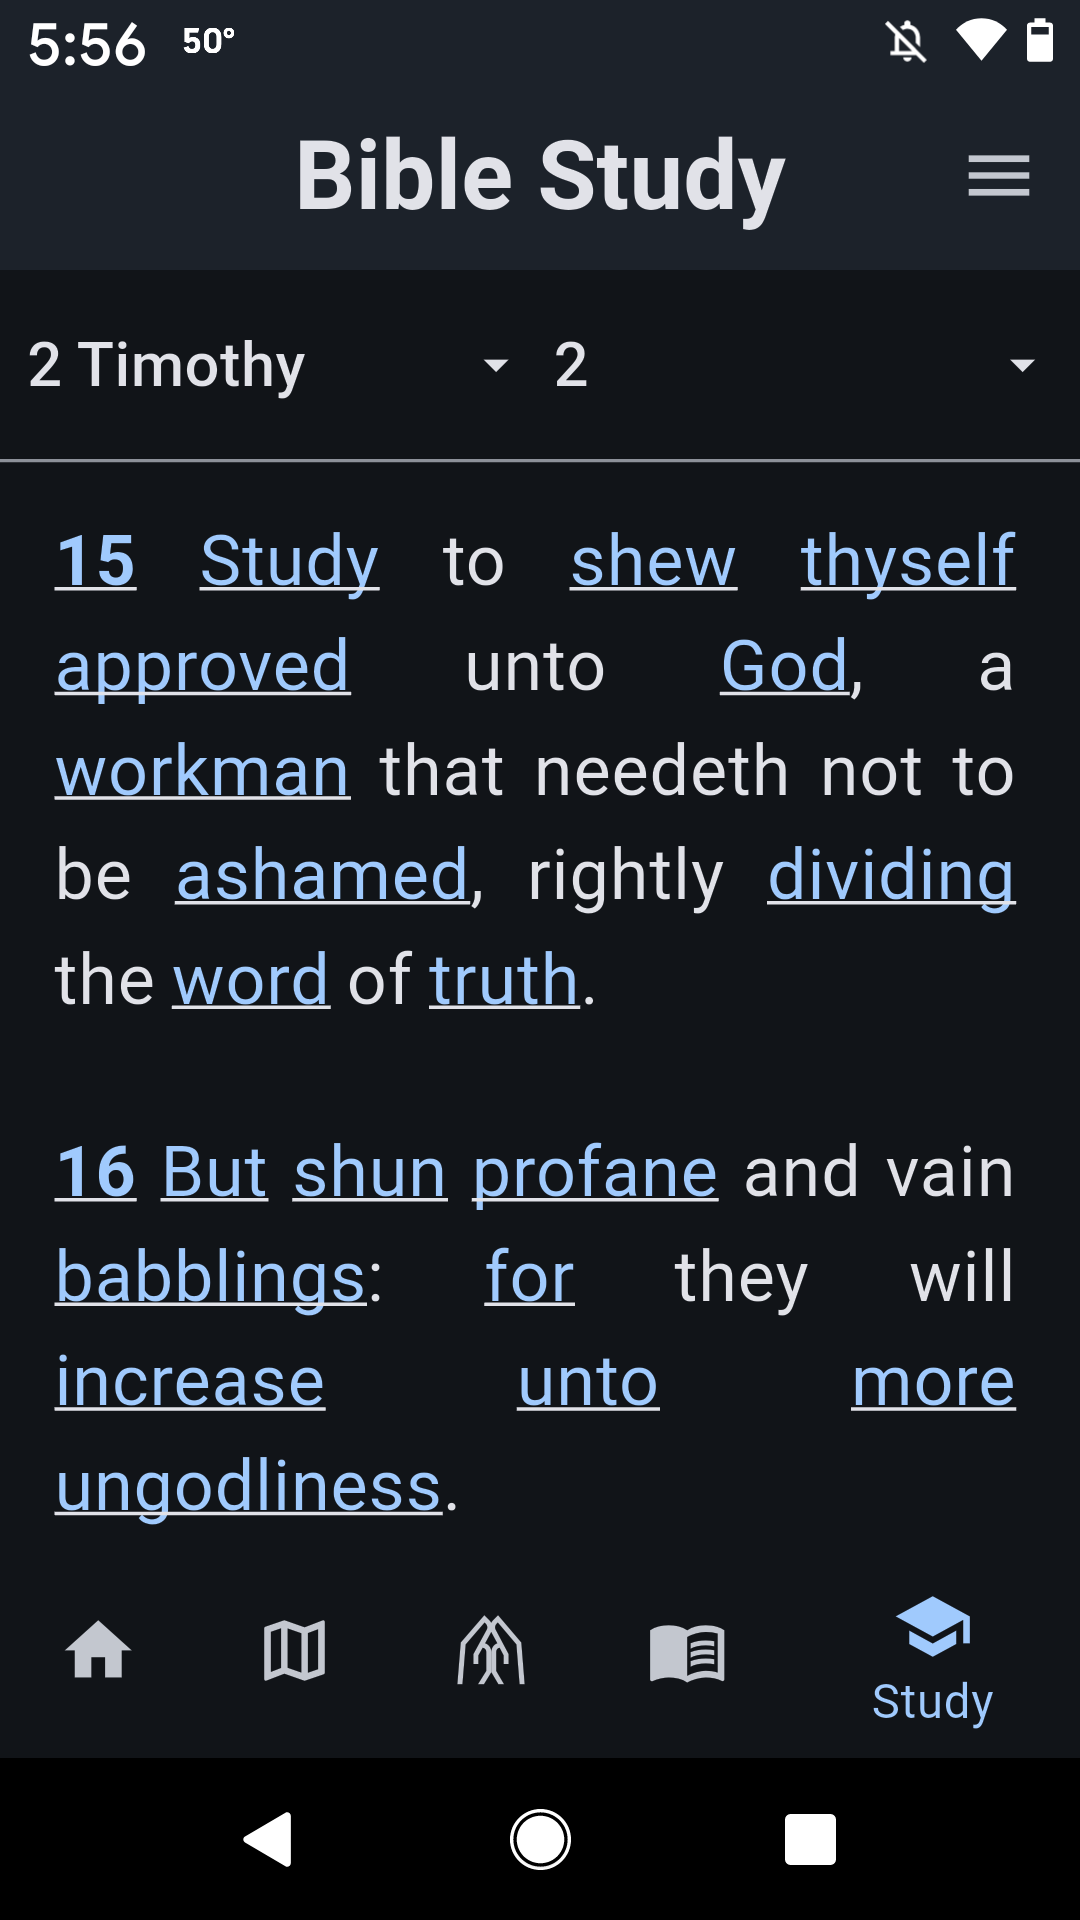 5:56 50°
Bible Study
2 Timothy 2
15 Study to shew thyself
approved unto God, a
workman that needeth not to
be ashamed, rightly dividing
the word of truth.
16 But shun profane and vain
babblings: for they will
increase unto more
ungodliness.
Study